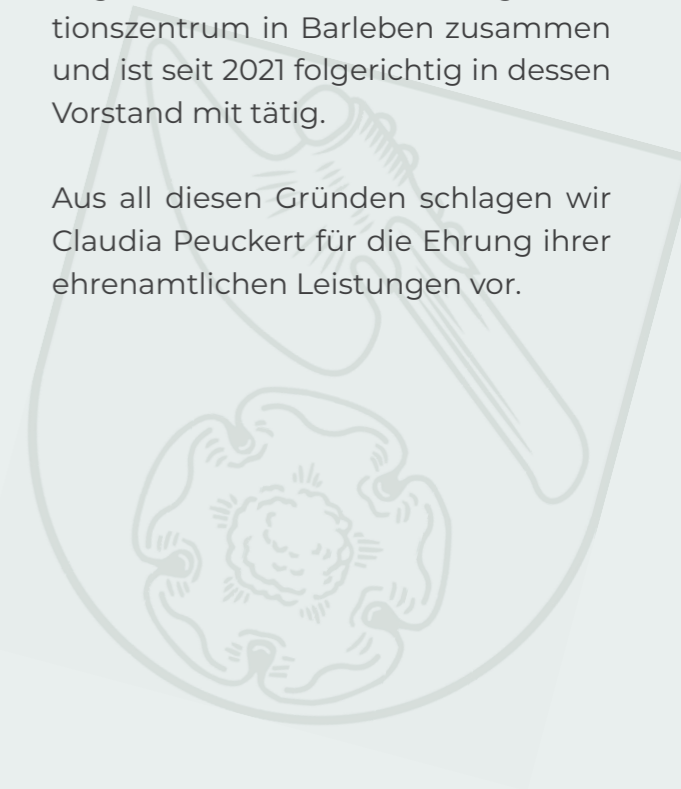 tionszentrum in Barleben zusammen
und ist seit 2021 folgerichtig in dessen
Vorstand mit tätig.
Aus all diesen Gründen schlagen wir
Claudia Peuckert für die Ehrung ihrer
ehrenamtlichen Leistungen vor.